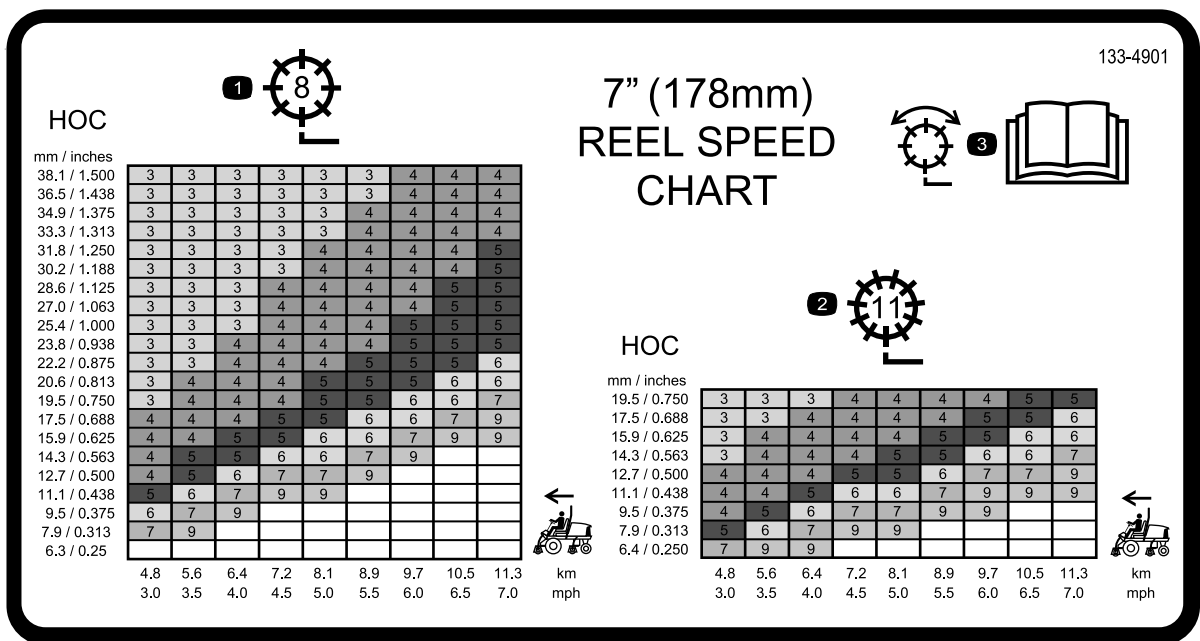 133-4901
7” (178mm)
REEL SPEED
CHART
1
8
3
HOC
mm / inches
38.1 / 1.500 3 3 3 3 3 3 4 4 4
36.5 / 1.438 3 3 3 3 3 3 4 4 4
34.9 / 1.375 3 3 3 3 3 4 4 4 4
33.3 / 1.313 3 3 3 3 3 4 4 4 4
31.8 / 1.250 3 3 3 3 4 4 4 4 5
30.2 / 1.188 3 3 3 3 4 4 4 4 5
28.6 / 1.125 3 3 3 4 4 4 4 5 5
27.0 / 1.063 3 3 3 4 4 4 4 5 5
25.4 / 1.000 3 3 3 4 4 4 5 5 5
23.8 / 0.938 3 3 4 4 4 4 5 5 5
22.2 / 0.875 3 3 4 4 4 5 5 5 6
20.6 / 0.813 3 4 4 4 5 5 5 6 6
19.5 / 0.750 3 4 4 4 5 5 6 6 7
17.5 / 0.688 4 4 4 5 5 6 6 7 9
15.9 / 0.625 4 4 5 5 6 6 7 9 9
14.3 / 0.563 4 5 5 6 6 7 9
12.7 / 0.500 4 5 6 7 7 9
11.1 / 0.438 5 6 7 9 9
9.5 / 0.375 6 7 9
7.9 / 0.313 7 9
6.3 / 0.25
4.8 5.6 6.4 7.2 8.1 8.9 9.7 10.5 11.3 km
3.0 3.5 4.0 4.5 5.0 5.5 6.0 6.5 7.0 mph
2
11
HOC
mm / inches
19.5 / 0.750 3 3 3 4 4 4 4 5 5
17.5 / 0.688 3 3 4 4 4 4 5 5 6
15.9 / 0.625 3 4 4 4 4 5 5 6 6
14.3 / 0.563 3 4 4 4 5 5 6 6 7
12.7 / 0.500 4 4 4 5 5 6 7 7 9
11.1 / 0.438 4 4 5 6 6 7 9 9 9
9.5 / 0.375 4 5 6 7 7 9 9
7.9 / 0.313 5 6 7 9 9
6.4 / 0.250 7 9 9
4.8 5.6 6.4 7.2 8.1 8.9 9.7 10.5 11.3 km
3.0 3.5 4.0 4.5 5.0 5.5 6.0 6.5 7.0 mph